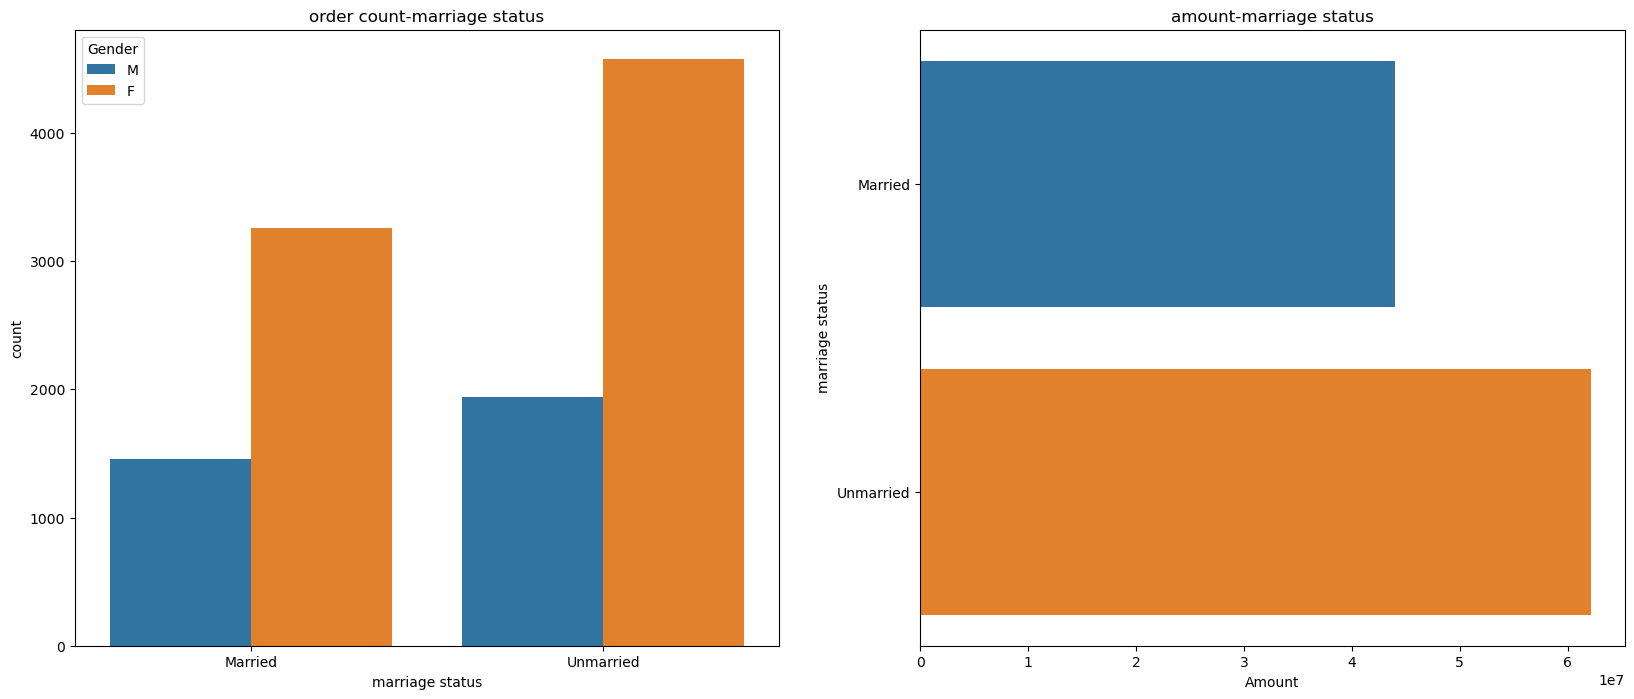 order count-marriage status
Gender
M
F
4000
3000
2000
1000
0
count
Married
Unmarried
marriage status
amount-marriage status
Married
Unmarried
marriage status
0
1
2
3
4
5
6
1e7
Amount